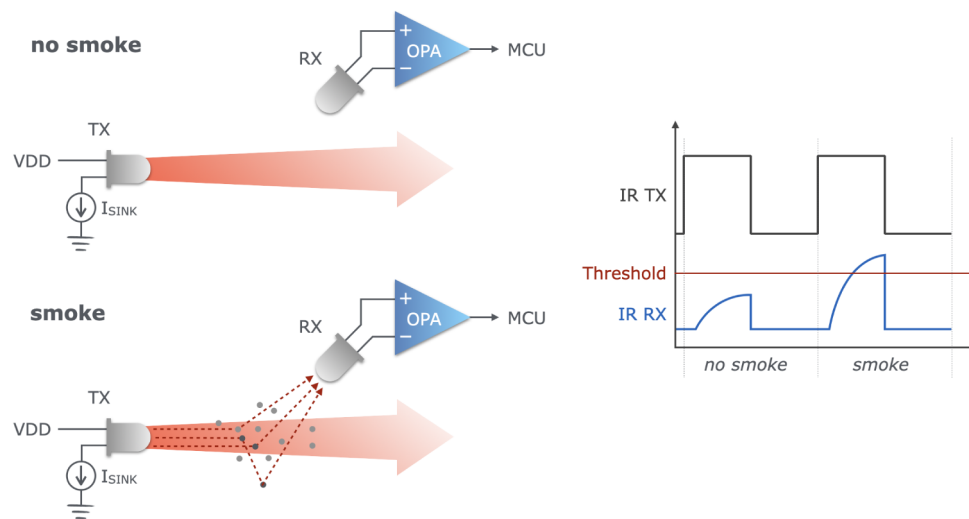 no smoke
RX
+
−
OPA
MCU
TX
VDD
ISINK
smoke
RX
+
−
OPA
MCU
TX
VDD
ISINK
IR TX
Threshold
IR RX
no smoke
smoke